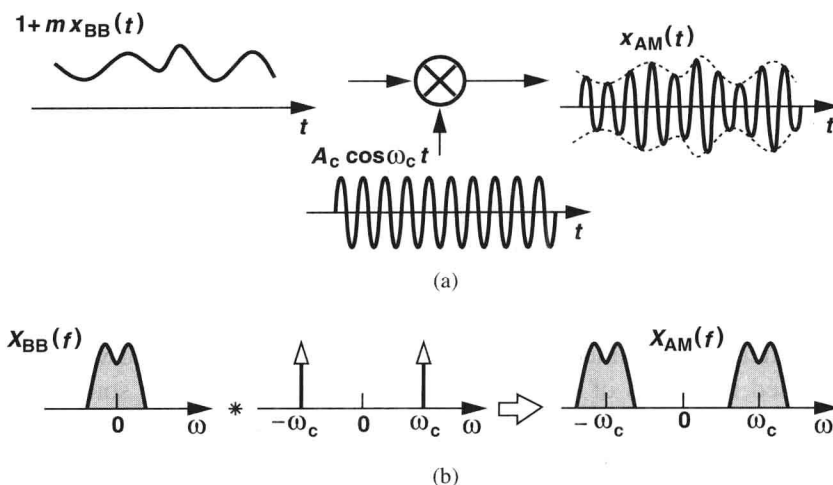 1+m x_BB(t)
t
A_c cos ω_c t
t
x_AM(t)
t
(a)
X_BB(f)
0
ω
*
−ω_c
0
ω_c
ω
X_AM(f)
−ω_c
0
ω_c
ω
(b)